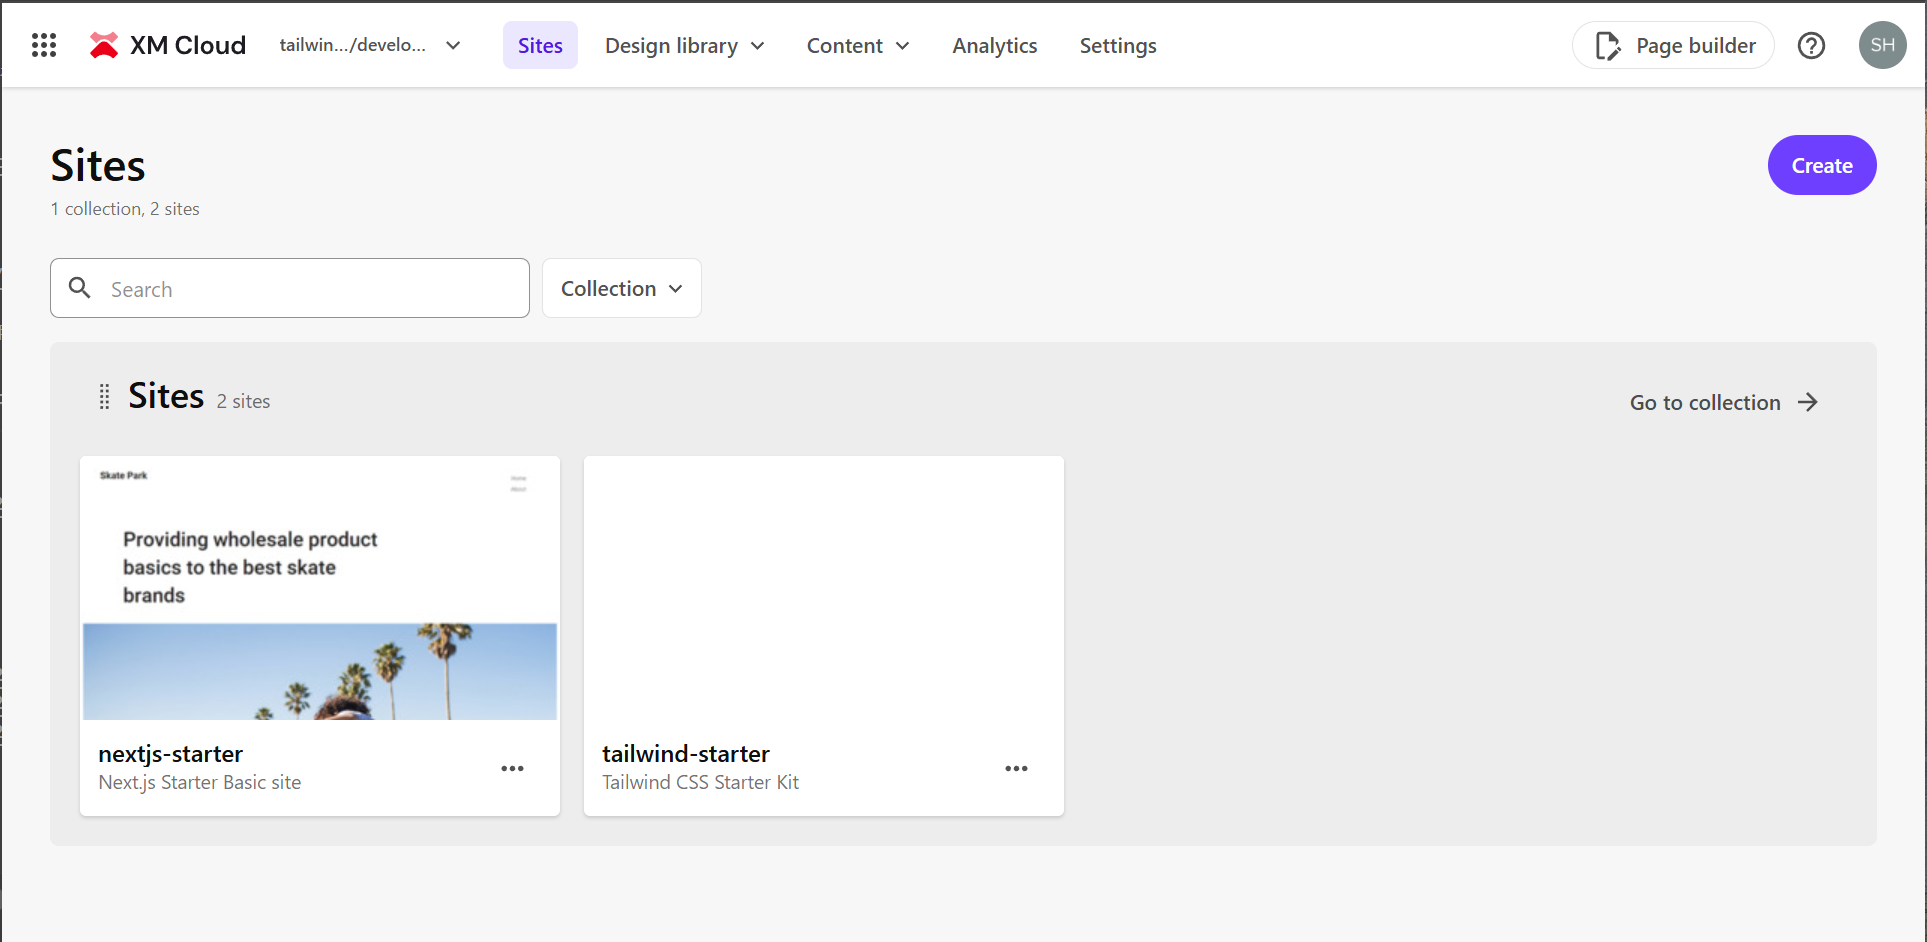 XM Cloud
tailwin.../develo...
Sites
Design library
Content
Analytics
Settings
Page builder
SH
Sites
1 collection, 2 sites
Create
Search
Collection
Sites 2 sites
Go to collection
Skate Park
Home
About
Providing wholesale product
basics to the best skate
brands
nextjs-starter
Next.js Starter Basic site
tailwind-starter
Tailwind CSS Starter Kit